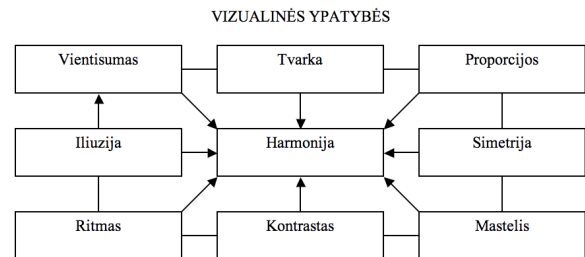 VIZUALINĖS YPATYBĖS
Vientisumas
Tvarka
Proporcijos
Iliuzija
Harmonija
Simetrija
Ritmas
Kontrastas
Mastelis